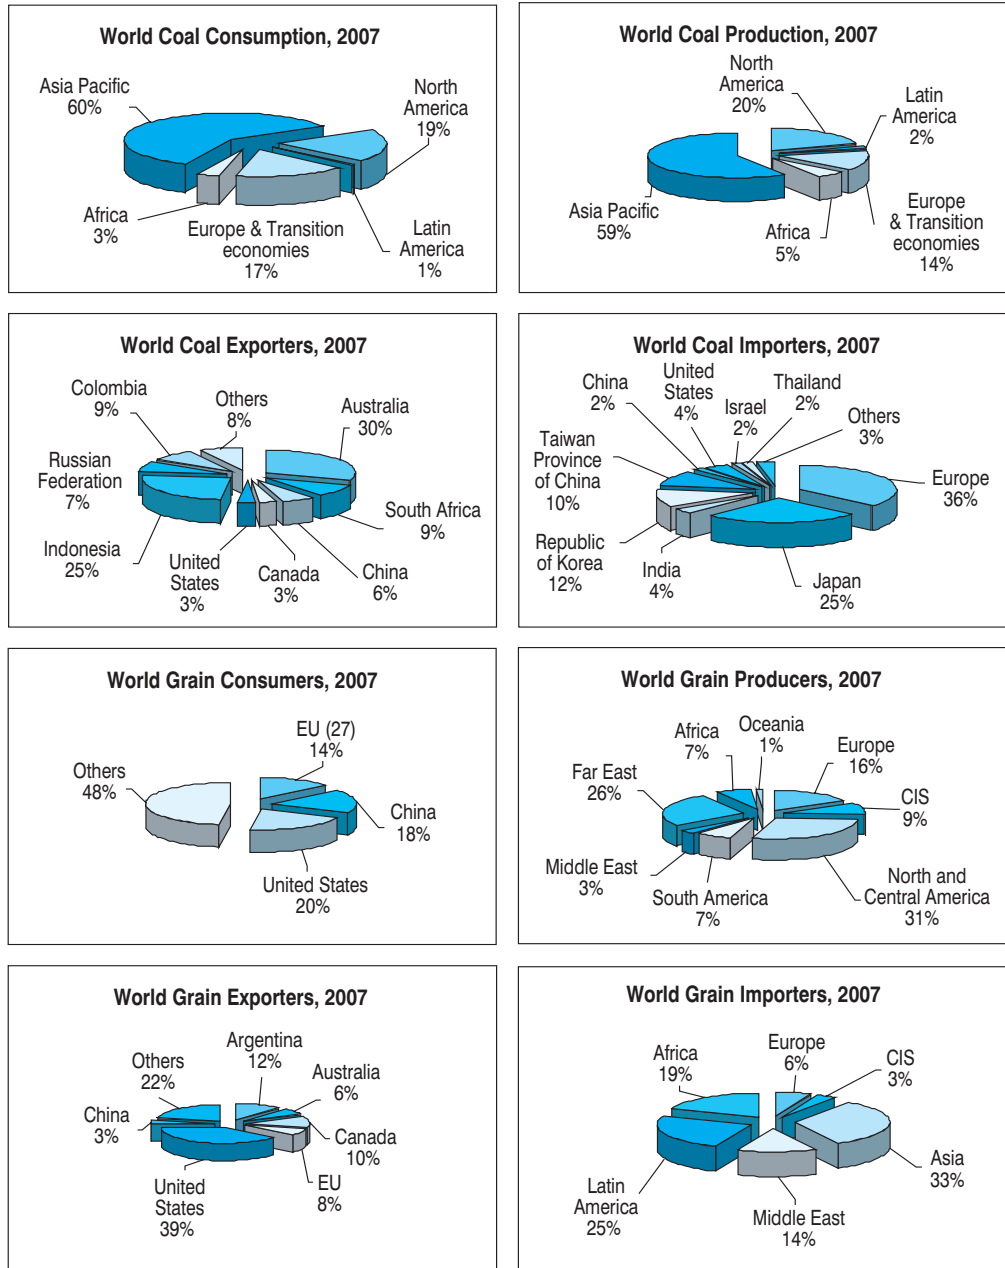 World Coal Consumption, 2007
Asia Pacific
60%
North
America
19%
Africa
3%
Europe & Transition
economies
17%
Latin
America
1%
World Coal Production, 2007
North
America
20%
Latin
America
2%
Asia Pacific
59%
Africa
5%
Europe
& Transition
economies
14%
World Coal Exporters, 2007
Colombia
9%
Others
8%
Australia
30%
Russian
Federation
7%
South Africa
9%
Indonesia
25%
United
States
3%
Canada
3%
China
6%
World Coal Importers, 2007
China
2%
United
States
4%
Israel
2%
Thailand
2%
Others
3%
Taiwan
Province
of China
10%
Europe
36%
Republic
of Korea
12%
India
4%
Japan
25%
World Grain Consumers, 2007
EU (27)
14%
Others
48%
China
18%
United States
20%
World Grain Producers, 2007
Africa
7%
Oceania
1%
Europe
16%
Far East
26%
CIS
9%
Middle East
3%
South America
7%
North and
Central America
31%
World Grain Exporters, 2007
Argentina
12%
Others
22%
Australia
6%
China
3%
Canada
10%
EU
8%
United
States
39%
World Grain Importers, 2007
Africa
19%
Europe
6%
CIS
3%
Asia
33%
Latin
America
25%
Middle East
14%